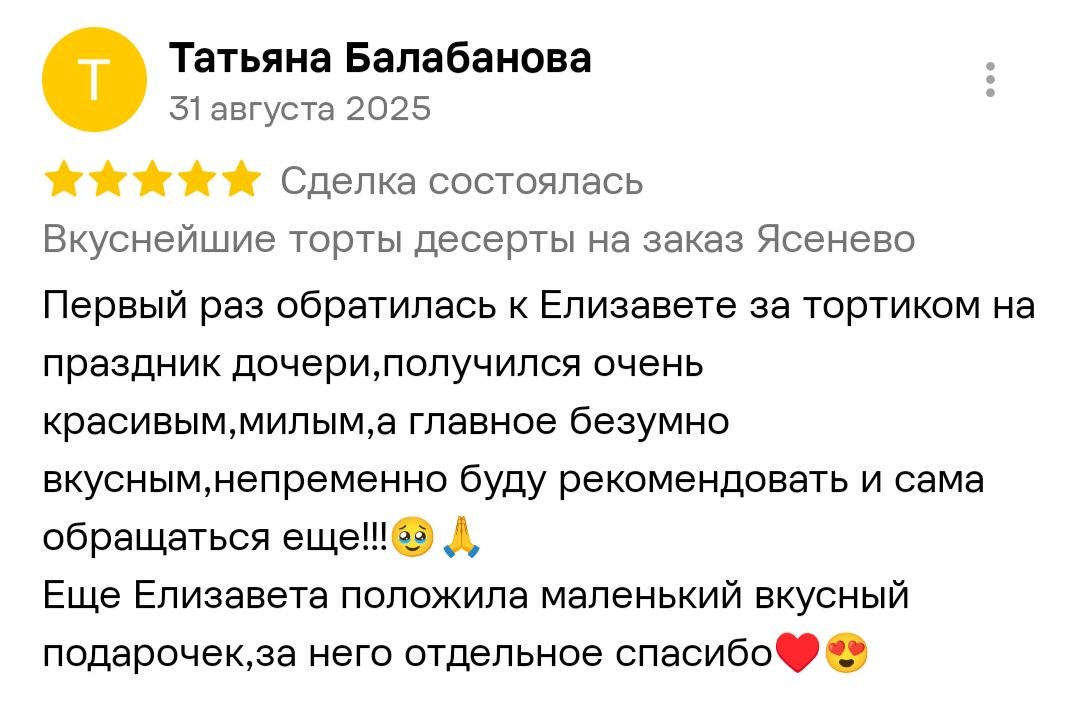 Т
Татьяна Балабанова
31 августа 2025
Сделка состоялась
Вкуснейшие торты десерты на заказ Ясенево
Первый раз обратилась к Елизавете за тортиком на
праздник дочери,получился очень
красивым,милым,а главное безумно
вкусным,непременно буду рекомендовать и сама
обращаться еще!!!🥹🙏
Еще Елизавета положила маленький вкусный
подарочек,за него отдельное спасибо♥️😍